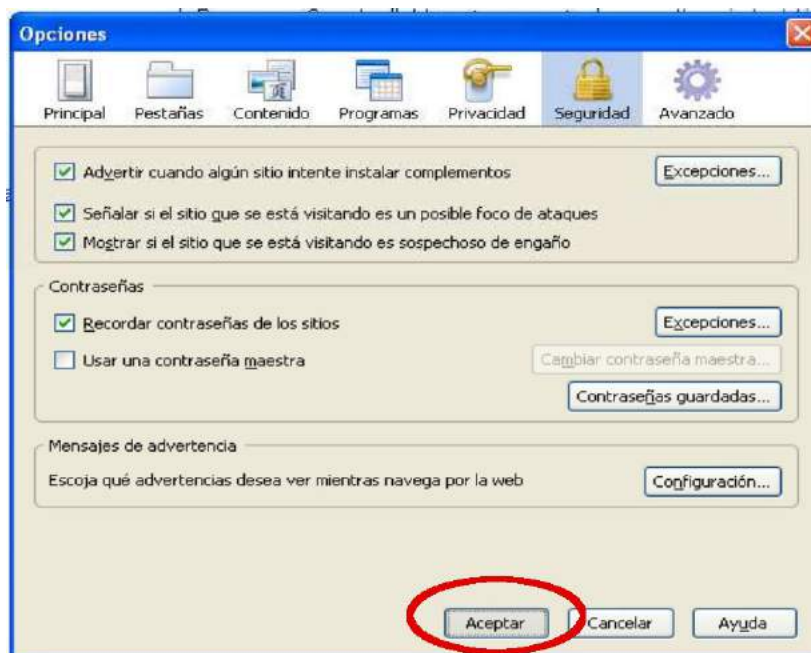 Opciones
Principal Pestañas Contenido Programas Privacidad Seguridad Avanzado
Advertir cuando algún sitio intente instalar complementos Excepciones...
Señalar si el sitio que se está visitando es un posible foco de ataques
Mostrar si el sitio que se está visitando es sospechoso de engaño
Contraseñas
Recordar contraseñas de los sitios Excepciones...
Usar una contraseña maestra Cambiar contraseña maestra...
Contraseñas guardadas...
Mensajes de advertencia
Escoja qué advertencias desea ver mientras navega por la web Configuración...
Aceptar Cancelar Ayuda